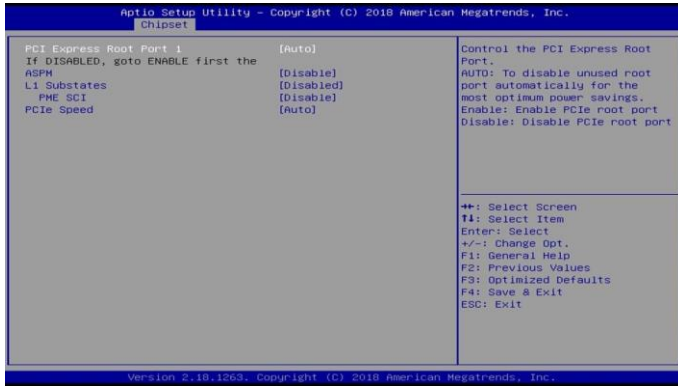 Aptio Setup Utility – Copyright (C) 2018 American Megatrends, Inc.
Chipset
PCI Express Root Port 1 [Auto]
If DISABLED, goto ENABLE first the
ASPM [Disable]
L1 Substates [Disabled]
PME SCI [Disable]
PCIe Speed [Auto]
Control the PCI Express Root
Port.
AUTO: To disable unused root
port automatically for the
most optimum power savings.
Enable: Enable PCIe root port
Disable: Disable PCIe root port
→←: Select Screen
↑↓: Select Item
Enter: Select
+/-: Change Opt.
F1: General Help
F2: Previous Values
F3: Optimized Defaults
F4: Save & Exit
ESC: Exit
Version 2.18.1263. Copyright (C) 2018 American Megatrends, Inc.